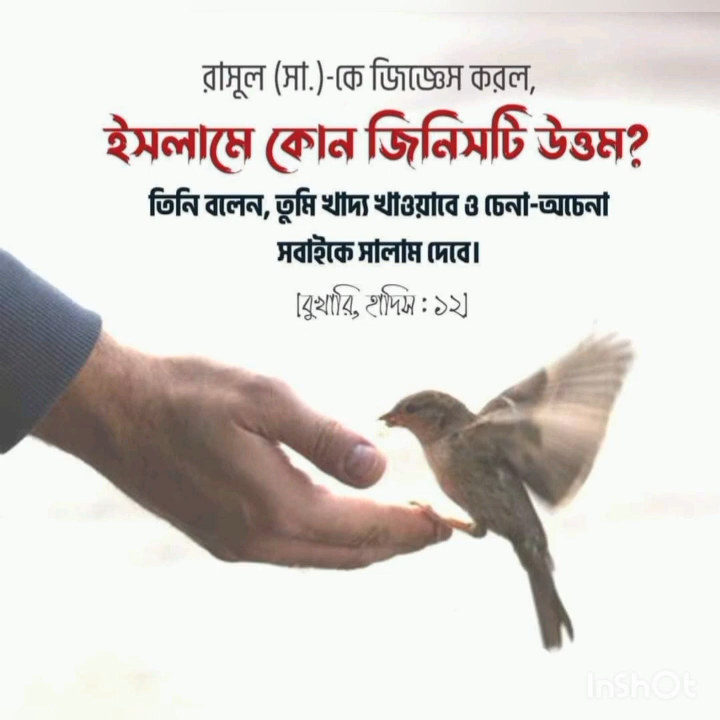 রাসুল (সা.)-কে জিজ্ঞেস করল,
ইসলামে কোন জিনিসটি উত্তম?
তিনি বলেন, তুমি খাদ্য খাওয়াবে ও চেনা-অচেনা
সবাইকে সালাম দেবে।
[বুখারি, হাদিস : ১২]
InShOt